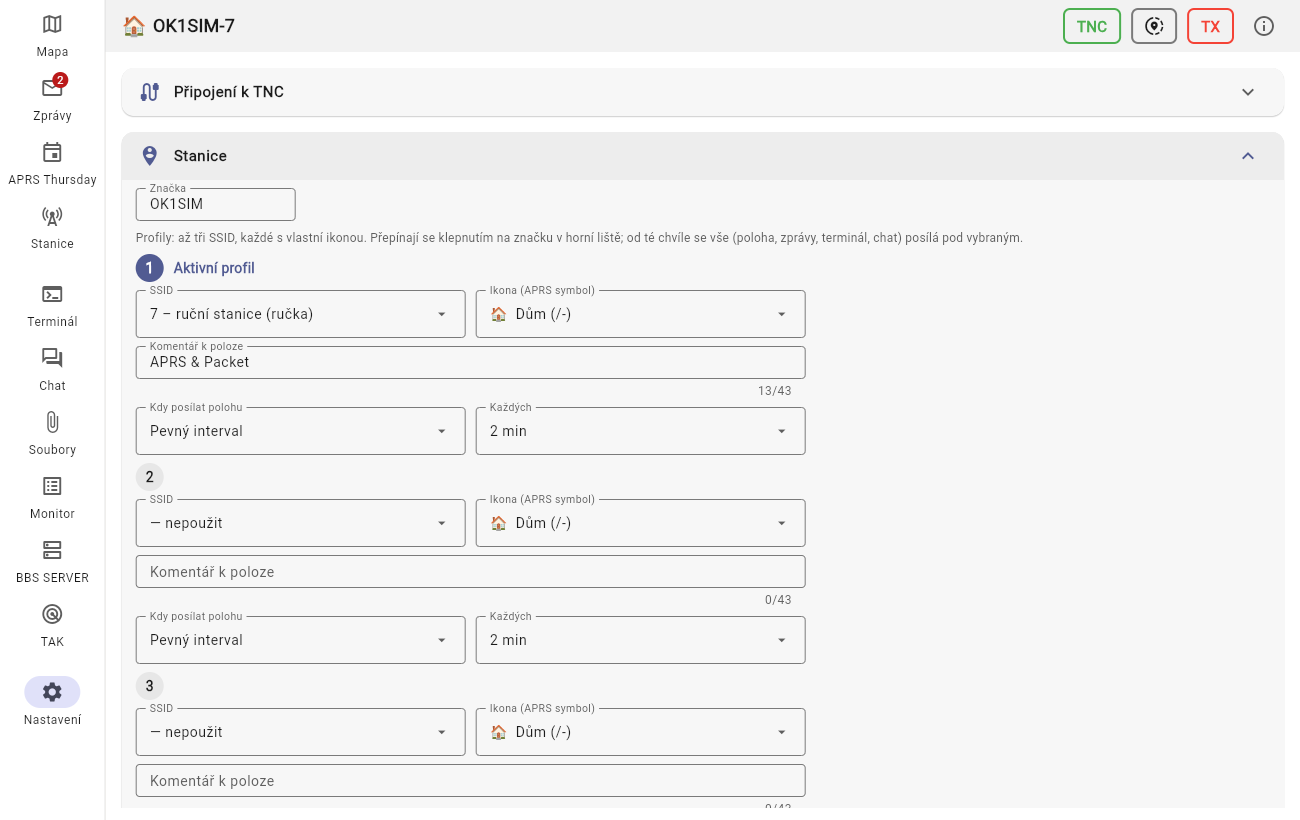 OK1SIM-7
TNC
TX
Mapa
2
Zprávy
APRS Thursday
Stanice
Terminál
Chat
Soubory
Monitor
BBS SERVER
TAK
Nastavení
Připojení k TNC
Stanice
Značka
OK1SIM
Profily: až tři SSID, každé s vlastní ikonou. Přepínají se klepnutím na značku v horní liště; od té chvíle se vše (poloha, zprávy, terminál, chat) posílá pod vybraným.
1 Aktivní profil
SSID
7 – ruční stanice (ručka)
Ikona (APRS symbol)
Dům (/-)
Komentář k poloze
APRS & Packet
13/43
Kdy posílat polohu
Pevný interval
Každých
2 min
2
SSID
— nepoužit
Ikona (APRS symbol)
Dům (/-)
Komentář k poloze
0/43
Kdy posílat polohu
Pevný interval
Každých
2 min
3
SSID
— nepoužit
Ikona (APRS symbol)
Dům (/-)
Komentář k poloze
0/43